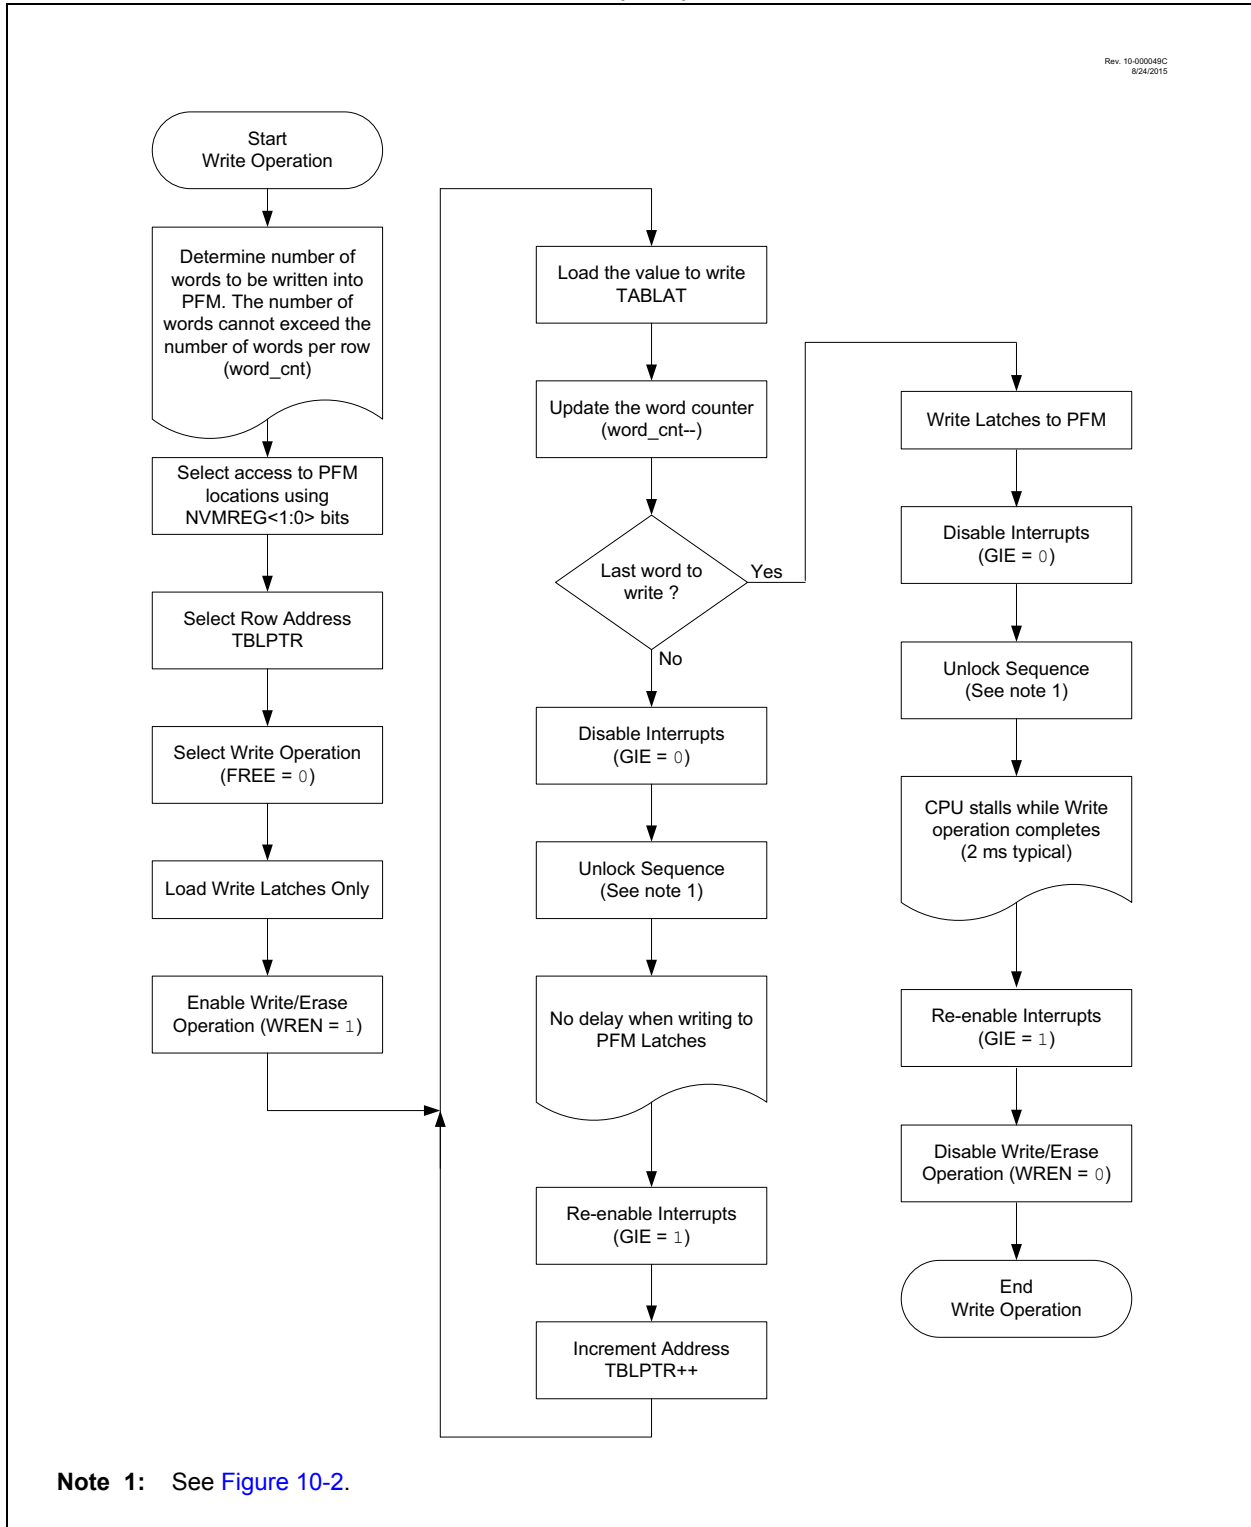 Rev. 10-000049C
8/24/2015
Start
Write Operation
Determine number of
words to be written into
PFM. The number of
words cannot exceed the
number of words per row
(word_cnt)
Select access to PFM
locations using
NVMREG<1:0> bits
Select Row Address
TBLPTR
Select Write Operation
(FREE = 0)
Load Write Latches Only
Enable Write/Erase
Operation (WREN = 1)
Load the value to write
TABLAT
Update the word counter
(word_cnt--)
Last word to
write ?
Yes
No
Disable Interrupts
(GIE = 0)
Unlock Sequence
(See note 1)
No delay when writing to
PFM Latches
Re-enable Interrupts
(GIE = 1)
Increment Address
TBLPTR++
Write Latches to PFM
Disable Interrupts
(GIE = 0)
Unlock Sequence
(See note 1)
CPU stalls while Write
operation completes
(2 ms typical)
Re-enable Interrupts
(GIE = 1)
Disable Write/Erase
Operation (WREN = 0)
End
Write Operation
Note 1: See Figure 10-2.